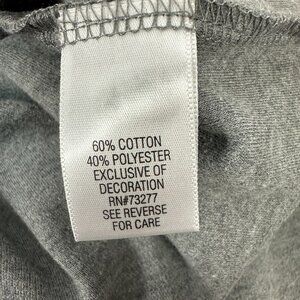 60% COTTON
40% POLYESTER
EXCLUSIVE OF
DECORATION
RN#73277
SEE REVERSE
FOR CARE